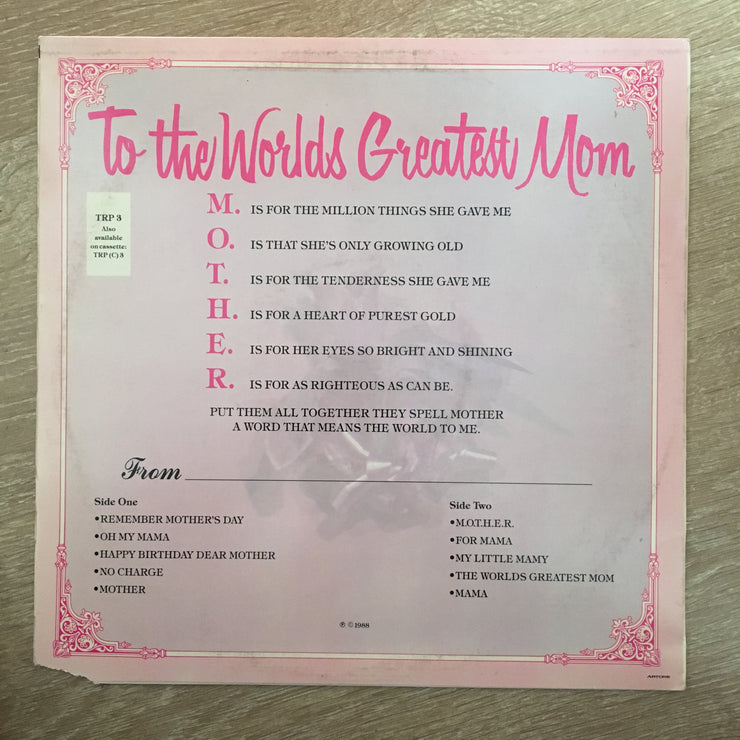 To the Worlds Greatest Mom
TRP 3
Also
available
on cassette:
TRP (C) 3
M. IS FOR THE MILLION THINGS SHE GAVE ME
O. IS THAT SHE'S ONLY GROWING OLD
T. IS FOR THE TENDERNESS SHE GAVE ME
H. IS FOR A HEART OF PUREST GOLD
E. IS FOR HER EYES SO BRIGHT AND SHINING
R. IS FOR AS RIGHTEOUS AS CAN BE.
PUT THEM ALL TOGETHER THEY SPELL MOTHER
A WORD THAT MEANS THE WORLD TO ME.
From
Side One
•REMEMBER MOTHER'S DAY
•OH MY MAMA
•HAPPY BIRTHDAY DEAR MOTHER
•NO CHARGE
•MOTHER
Side Two
•M.O.T.H.E.R.
•FOR MAMA
•MY LITTLE MAMY
•THE WORLDS GREATEST MOM
•MAMA
℗ © 1988
ARTONE